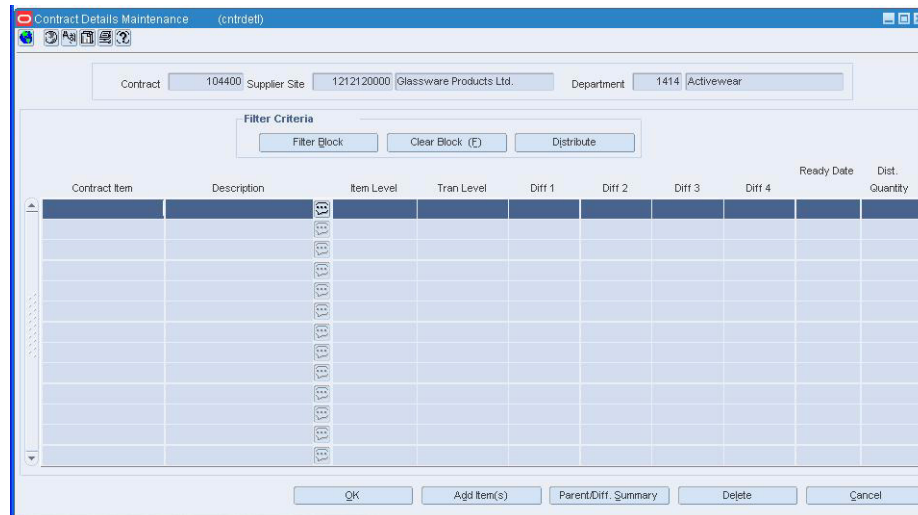 Contract Details Maintenance (cntrdetl)
Contract 104400 Supplier Site 1212120000 Glassware Products Ltd. Department 1414 Activewear
Filter Criteria
Filter Block Clear Block (F) Distribute
Ready Date Dist.
Contract Item Description Item Level Tran Level Diff 1 Diff 2 Diff 3 Diff 4 Quantity
OK Add Item(s) Parent/Diff. Summary Delete Cancel